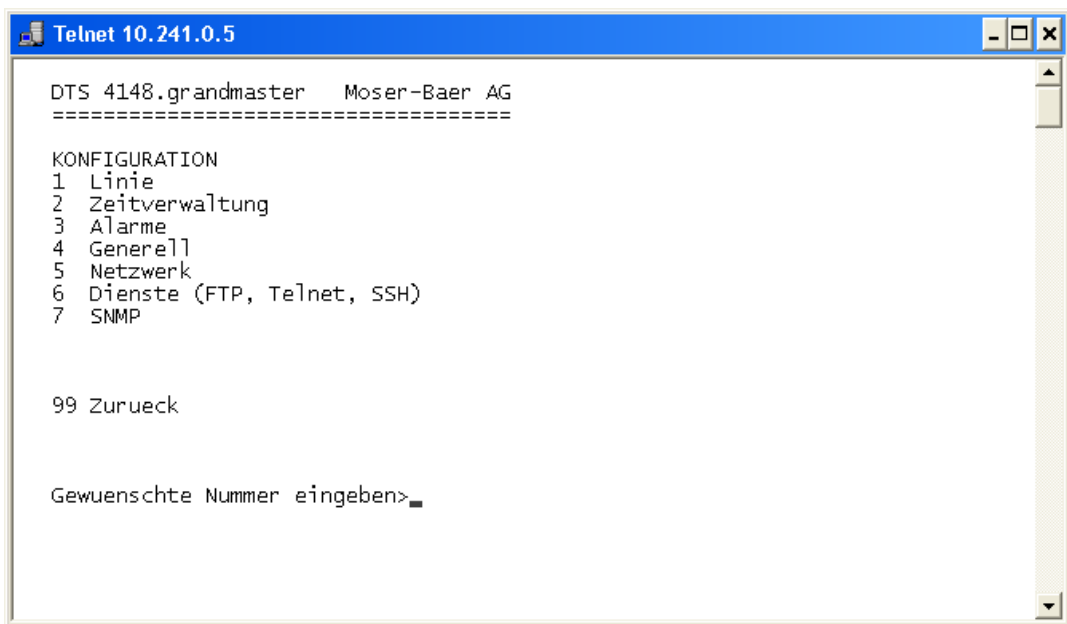 Telnet 10.241.0.5
DTS 4148.grandmaster   Moser-Baer AG
====================================
KONFIGURATION
1  Linie
2  Zeitverwaltung
3  Alarme
4  Generell
5  Netzwerk
6  Dienste (FTP, Telnet, SSH)
7  SNMP
99 Zurueck
Gewuenschte Nummer eingeben>_